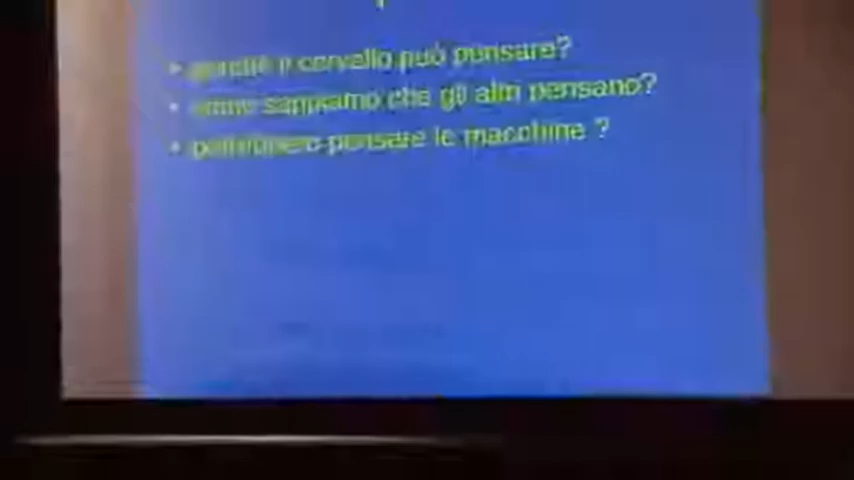 perché il cervello può pensare?
come sappiamo che gli altri pensano?
potrebbero pensare le macchine ?